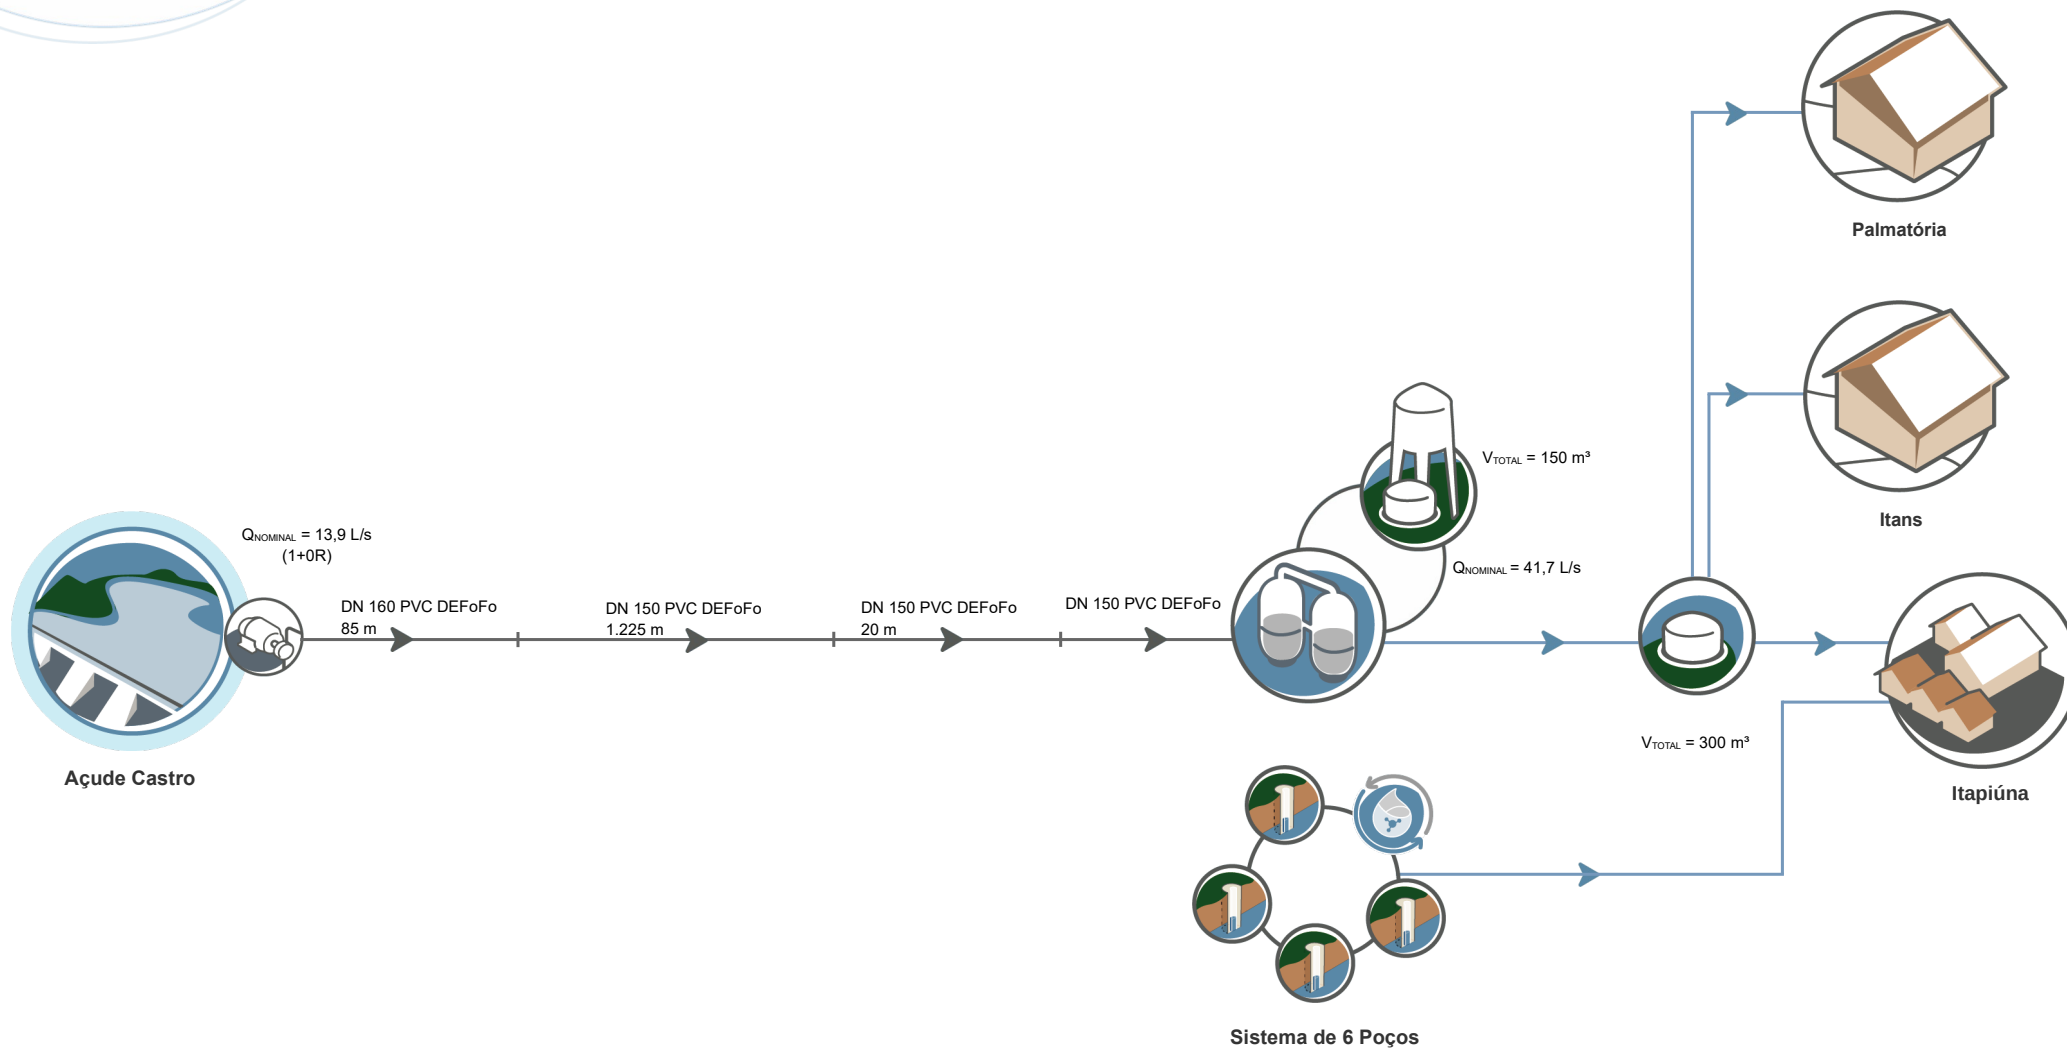 Palmatória
Itans
VTOTAL = 150 m³
QNOMINAL = 13,9 L/s
(1+0R)
QNOMINAL = 41,7 L/s
DN 160 PVC DEFoFo
85 m
DN 150 PVC DEFoFo
1.225 m
DN 150 PVC DEFoFo
20 m
DN 150 PVC DEFoFo
VTOTAL = 300 m³
Açude Castro
Itapiúna
Sistema de 6 Poços